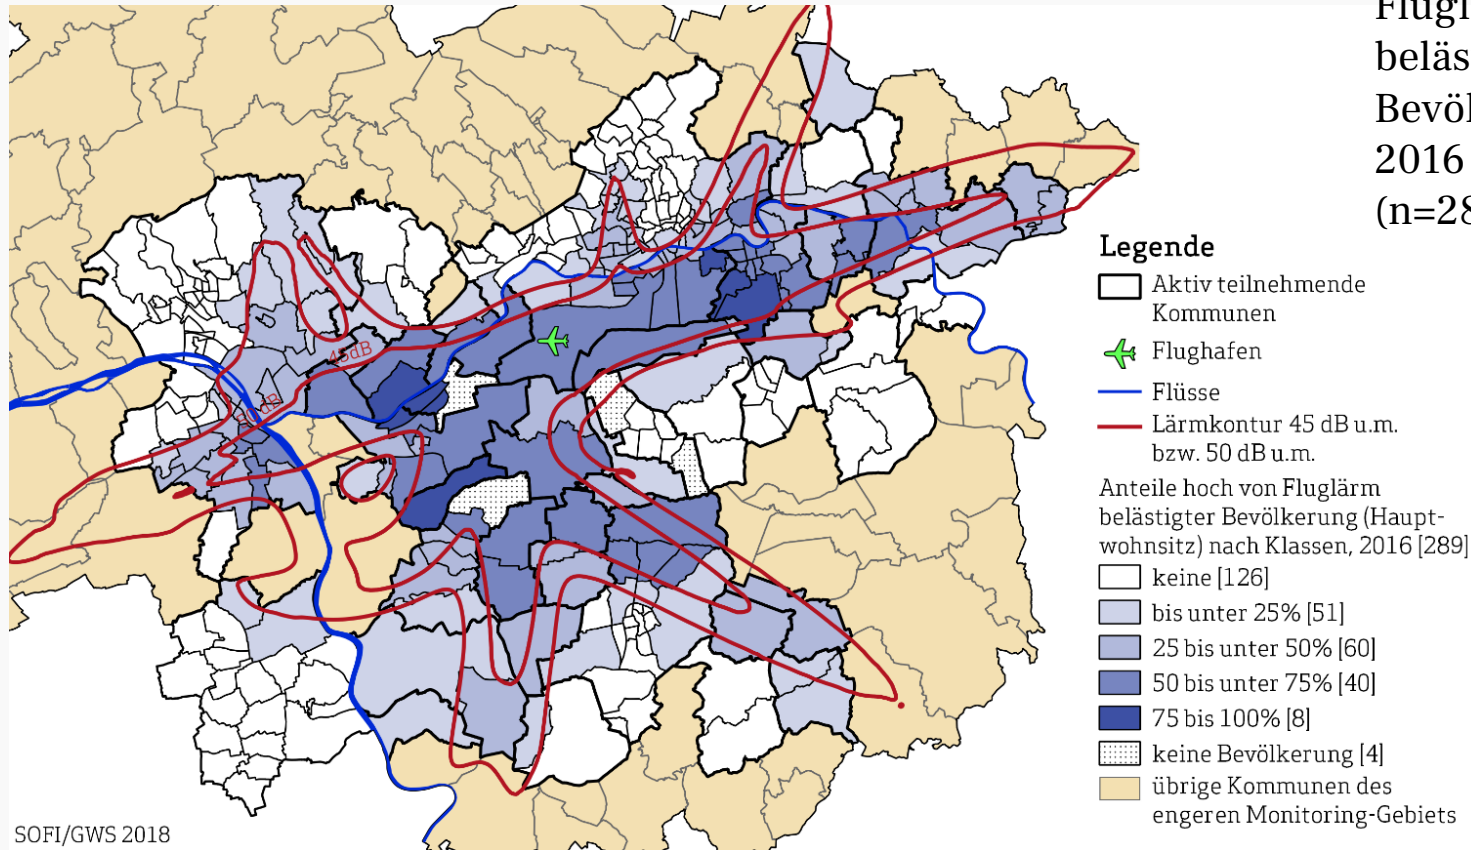 beläs
Bevöl
2016
(n=28
45dB
dB
Legende
Aktiv teilnehmende
Kommunen
Flughafen
Flüsse
Lärmkontur 45 dB u.m.
bzw. 50 dB u.m.
Anteile hoch von Fluglärm
belästigter Bevölkerung (Haupt-
wohnsitz) nach Klassen, 2016 [289]
keine [126]
bis unter 25% [51]
25 bis unter 50% [60]
50 bis unter 75% [40]
75 bis 100% [8]
keine Bevölkerung [4]
übrige Kommunen des
engeren Monitoring-Gebiets
SOFI/GWS 2018